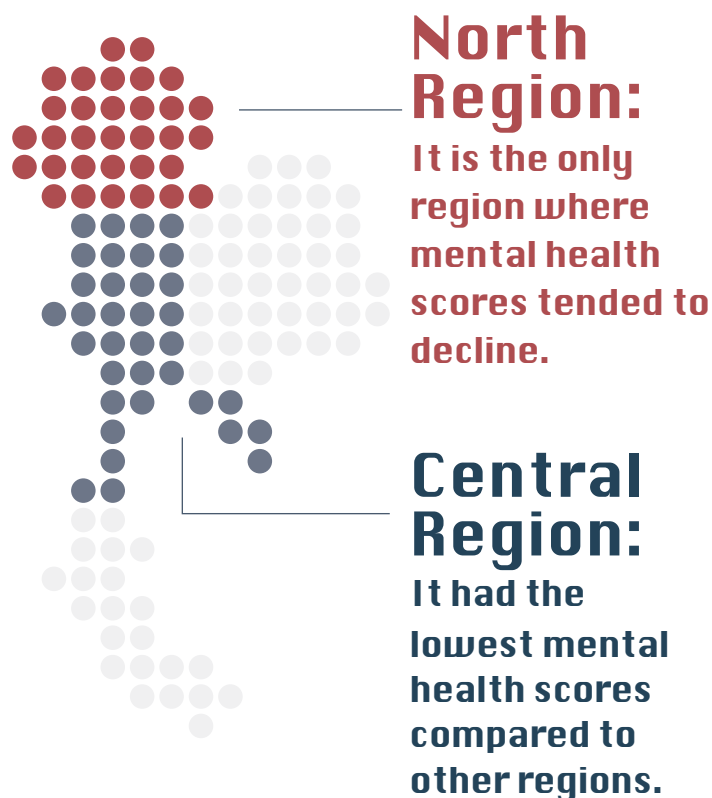 North
Region:
It is the only
region where
mental health
scores tended to
decline.
Central
Region:
It had the
lowest mental
health scores
compared to
other regions.